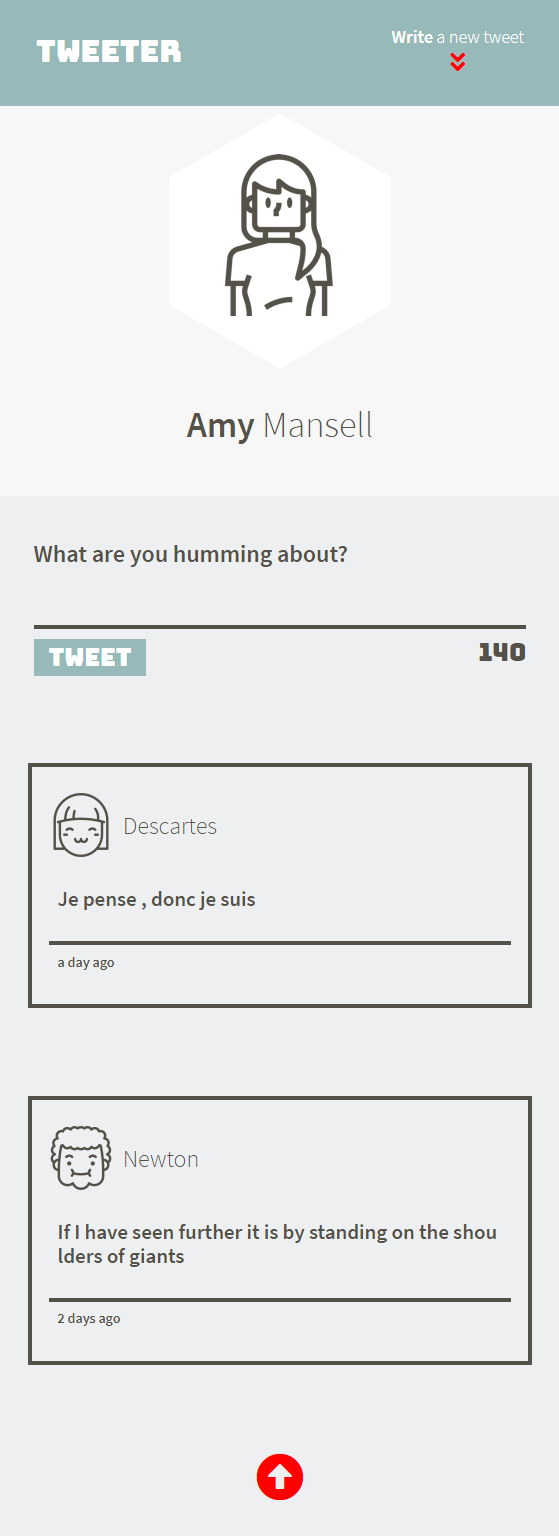 TWEETER
Write a new tweet
Amy Mansell
What are you humming about?
TWEET
140
Descartes
Je pense , donc je suis
a day ago
Newton
If I have seen further it is by standing on the shou
lders of giants
2 days ago